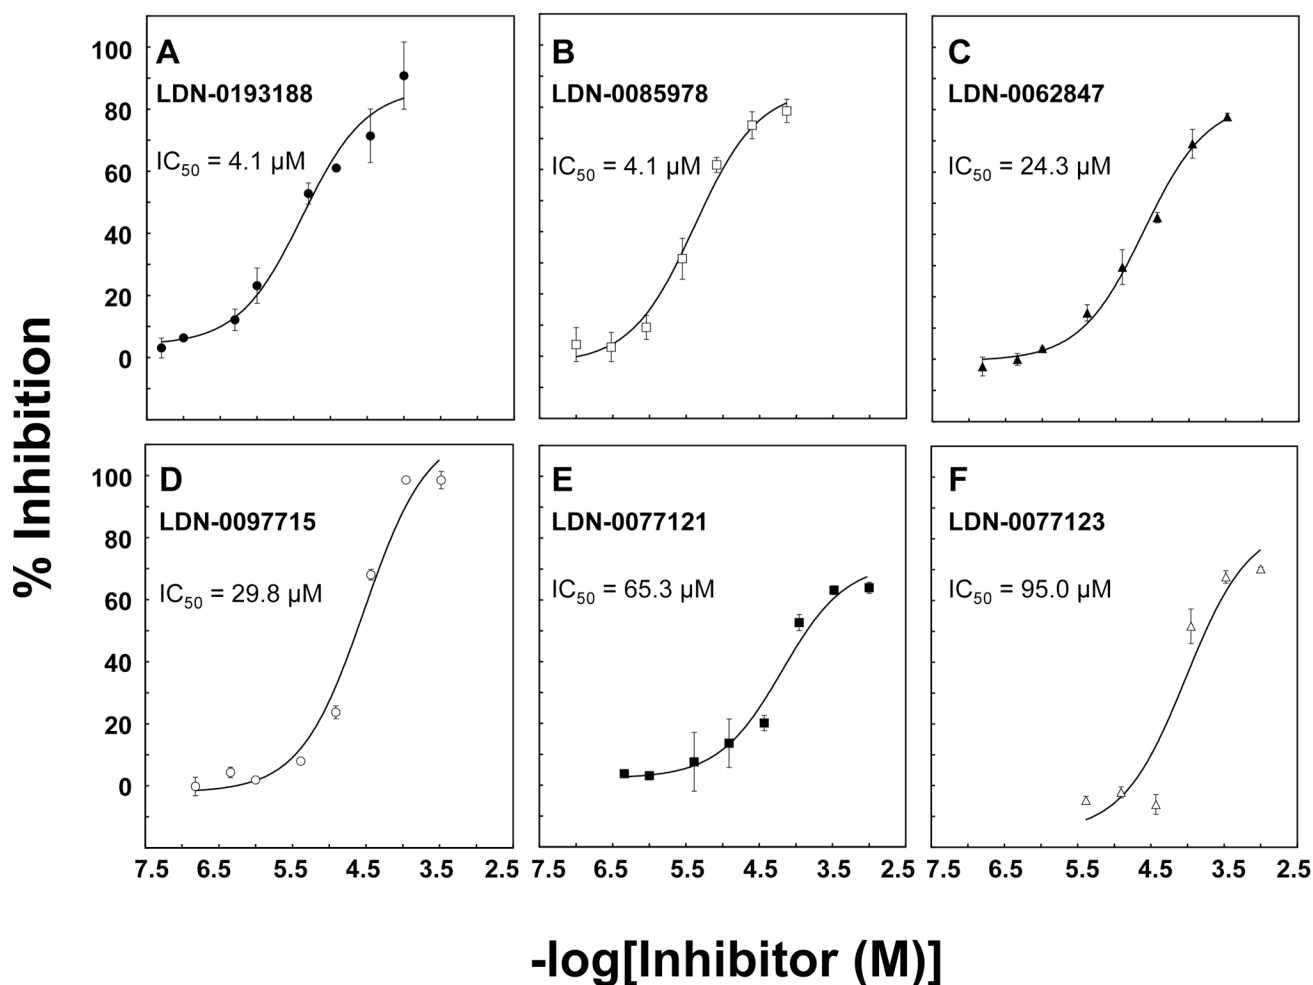 % Inhibition
100
80
60
40
20
0
A
LDN-0193188
IC50 = 4.1 µM
B
LDN-0085978
IC50 = 4.1 µM
C
LDN-0062847
IC50 = 24.3 µM
100
80
60
40
20
0
D
LDN-0097715
IC50 = 29.8 µM
E
LDN-0077121
IC50 = 65.3 µM
F
LDN-0077123
IC50 = 95.0 µM
7.5 6.5 5.5 4.5 3.5 2.5 6.5 5.5 4.5 3.5 2.5 6.5 5.5 4.5 3.5 2.5
-log[Inhibitor (M)]